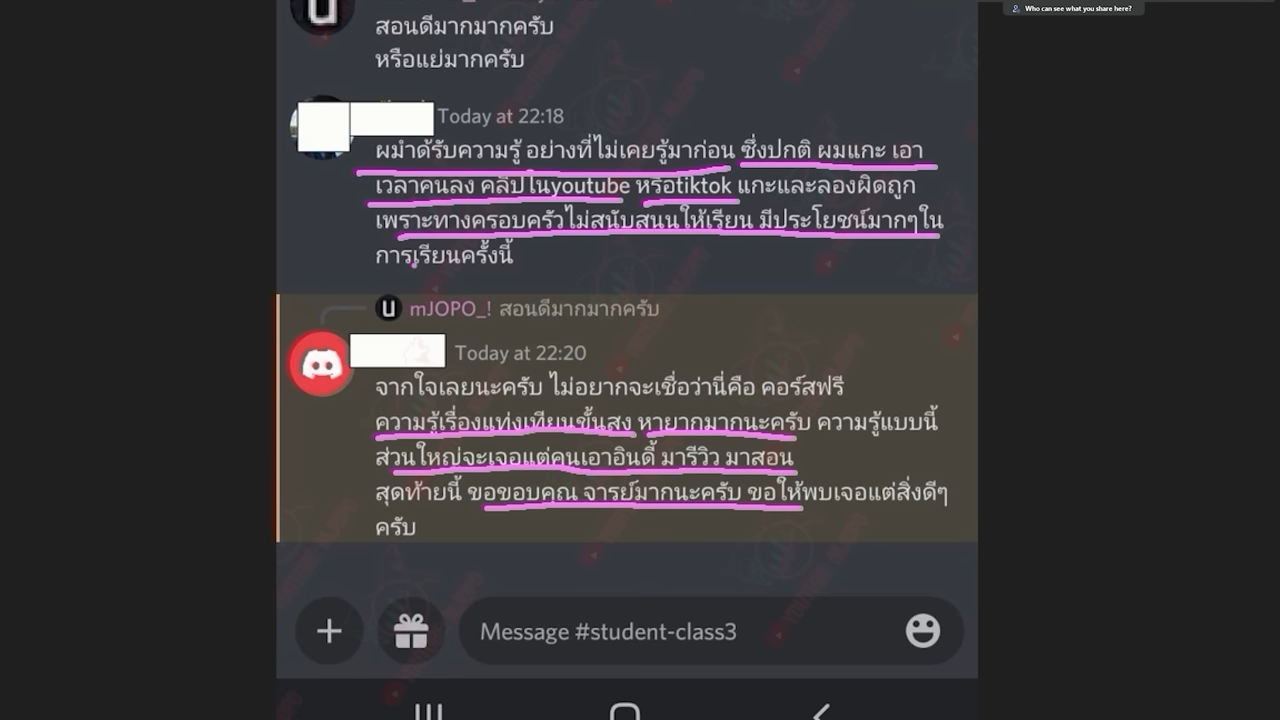 Who can see what you share here?
สอนดีมากมากครับ
หรือแย่มากครับ
Today at 22:18
ผมำด้รับความรู้ อย่างที่ไม่เคยรู้มาก่อน ซึ่งปกติ ผมแกะ เอา
เวลาคนลง คลิปในyoutube หรือtiktok แกะและลองผิดถูก
เพราะทางครอบครัวไม่สนับสนนให้เรียน มีประโยชน์มากๆใน
การเรียนครั้งนี้
U mJOPO_! สอนดีมากมากครับ
Today at 22:20
จากใจเลยนะครับ ไม่อยากจะเชื่อว่านี่คือ คอร์สฟรี
ความรู้เรื่องแท่งเทียนขั้นสูง หายากมากนะครับ ความรู้แบบนี้
ส่วนใหญ่จะเจอแต่คนเอาอินดี้ มารีวิว มาสอน
สุดท้ายนี้ ขอขอบคุณ จารย์มากนะครับ ขอให้พบเจอแต่สิ่งดีๆ
ครับ
Message #student-class3